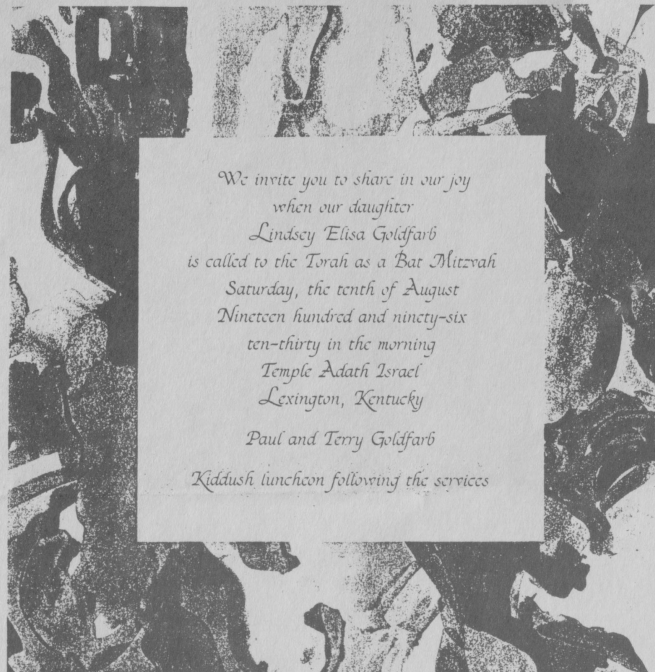 We invite you to share in our joy
when our daughter
Lindsey Elisa Goldfarb
is called to the Torah as a Bat Mitzvah
Saturday, the tenth of August
Nineteen hundred and ninety-six
ten-thirty in the morning
Temple Adath Israel
Lexington, Kentucky
Paul and Terry Goldfarb
Kiddush luncheon following the services